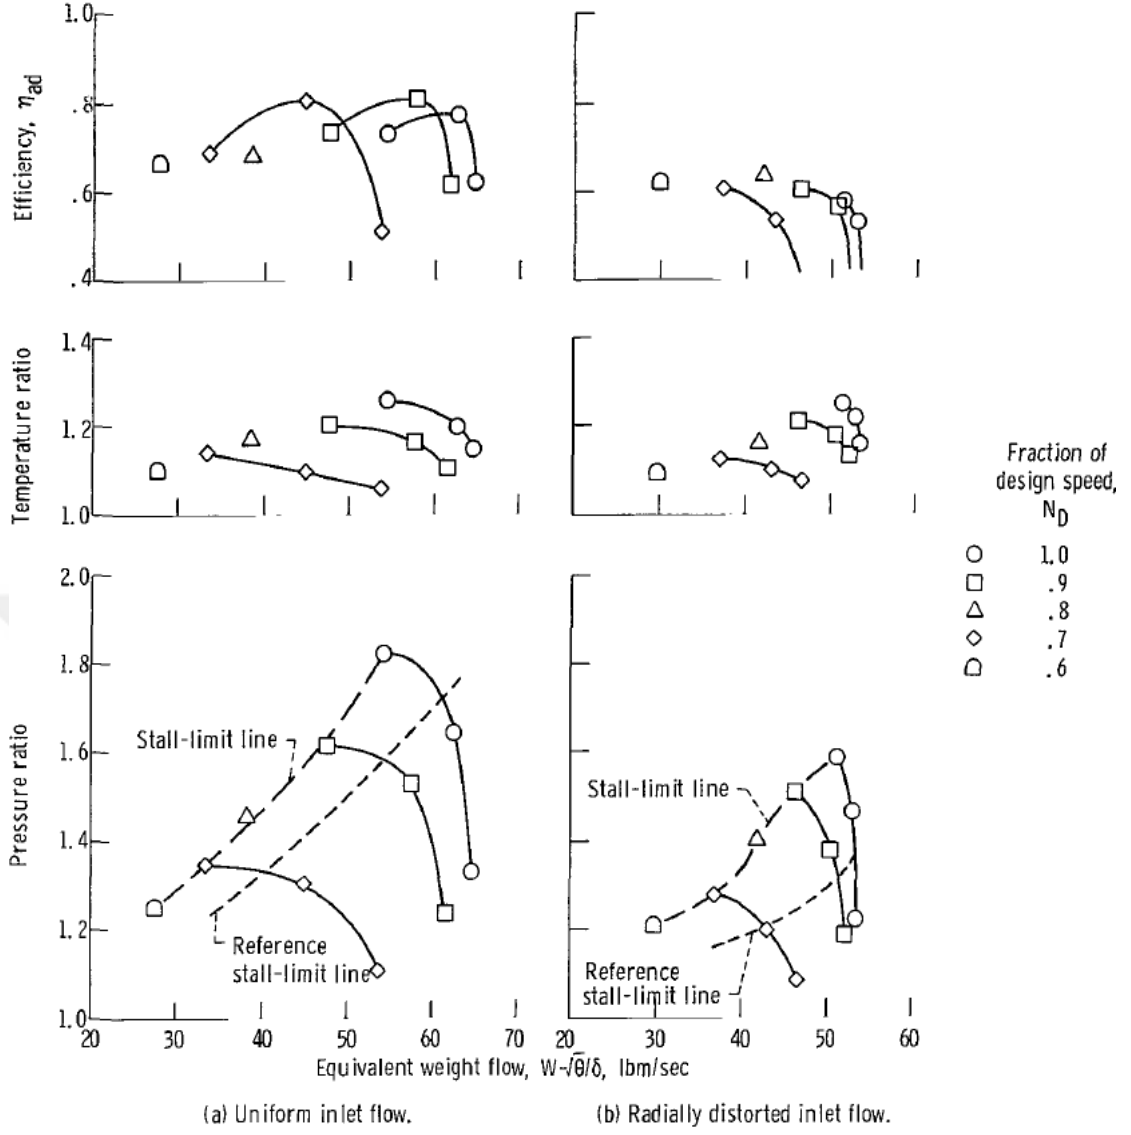 1.0
.8
.6
.4
Efficiency, ηad
1.4
1.2
1.0
Temperature ratio
Fraction of
design speed,
ND
1.0
.9
.8
.7
.6
2.0
1.8
1.6
1.4
1.2
1.0
Pressure ratio
Stall-limit line
Reference
stall-limit line
Stall-limit line
Reference
stall-limit line
20 30 40 50 60 70
20 30 40 50 60
Equivalent weight flow, W√θ/δ, lbm/sec
(a) Uniform inlet flow.
(b) Radially distorted inlet flow.